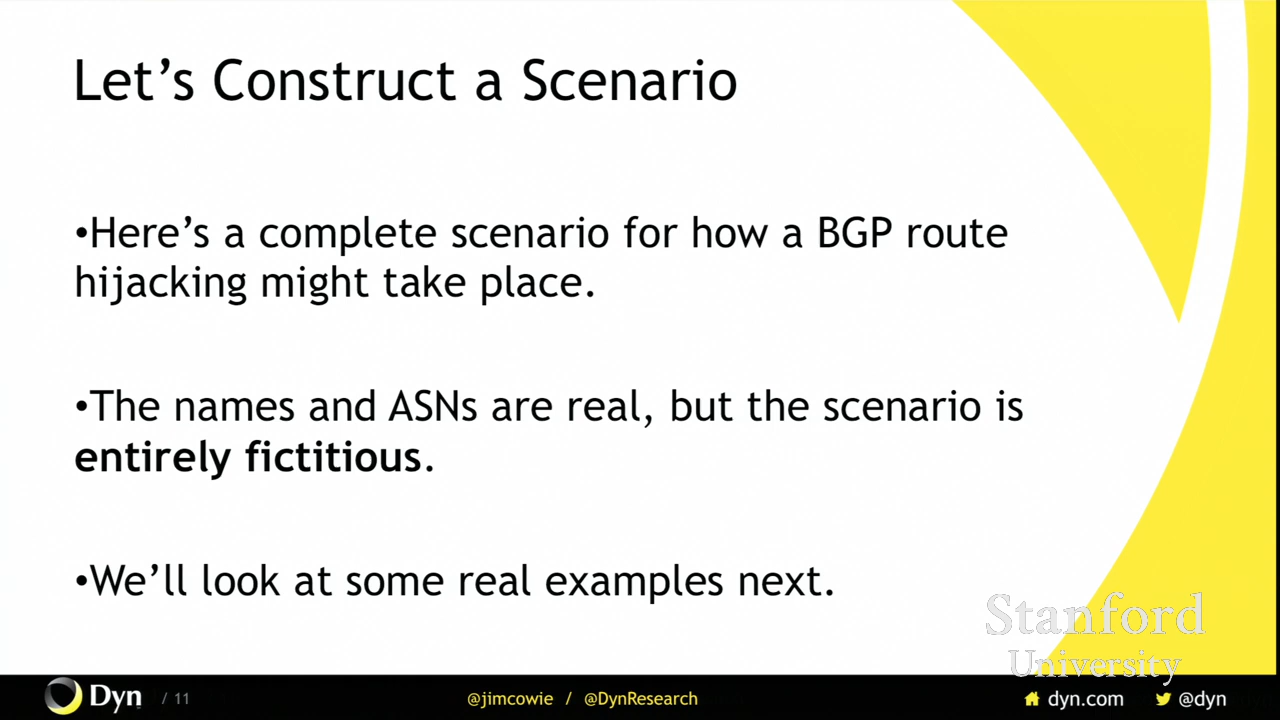 Let’s Construct a Scenario
•Here’s a complete scenario for how a BGP route
hijacking might take place.
•The names and ASNs are real, but the scenario is
entirely fictitious.
•We’ll look at some real examples next.
Stanford
University
Dyn / 11 @jimcowie / @DynResearch dyn.com @dyn